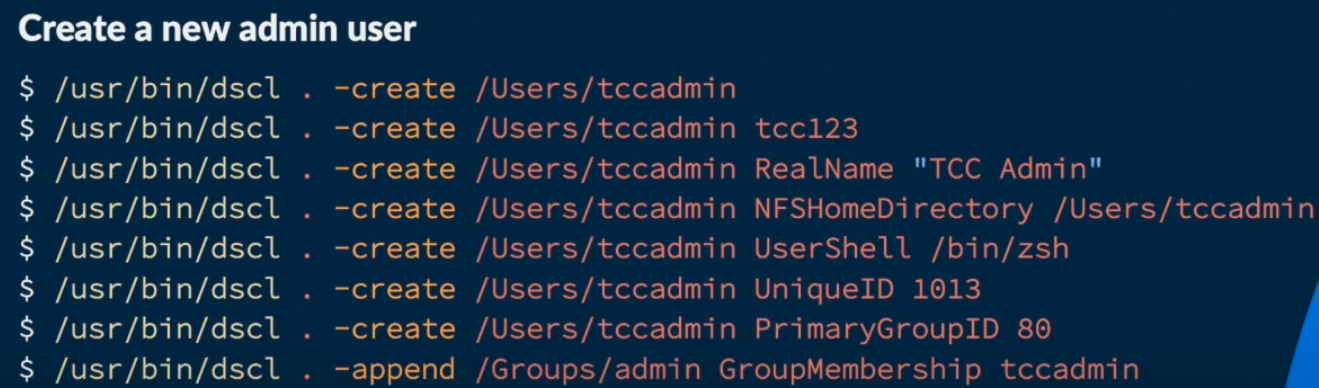 Create a new admin user
$ /usr/bin/dscl . -create /Users/tccadmin
$ /usr/bin/dscl . -create /Users/tccadmin tcc123
$ /usr/bin/dscl . -create /Users/tccadmin RealName "TCC Admin"
$ /usr/bin/dscl . -create /Users/tccadmin NFSHomeDirectory /Users/tccadmin
$ /usr/bin/dscl . -create /Users/tccadmin UserShell /bin/zsh
$ /usr/bin/dscl . -create /Users/tccadmin UniqueID 1013
$ /usr/bin/dscl . -create /Users/tccadmin PrimaryGroupID 80
$ /usr/bin/dscl . -append /Groups/admin GroupMembership tccadmin